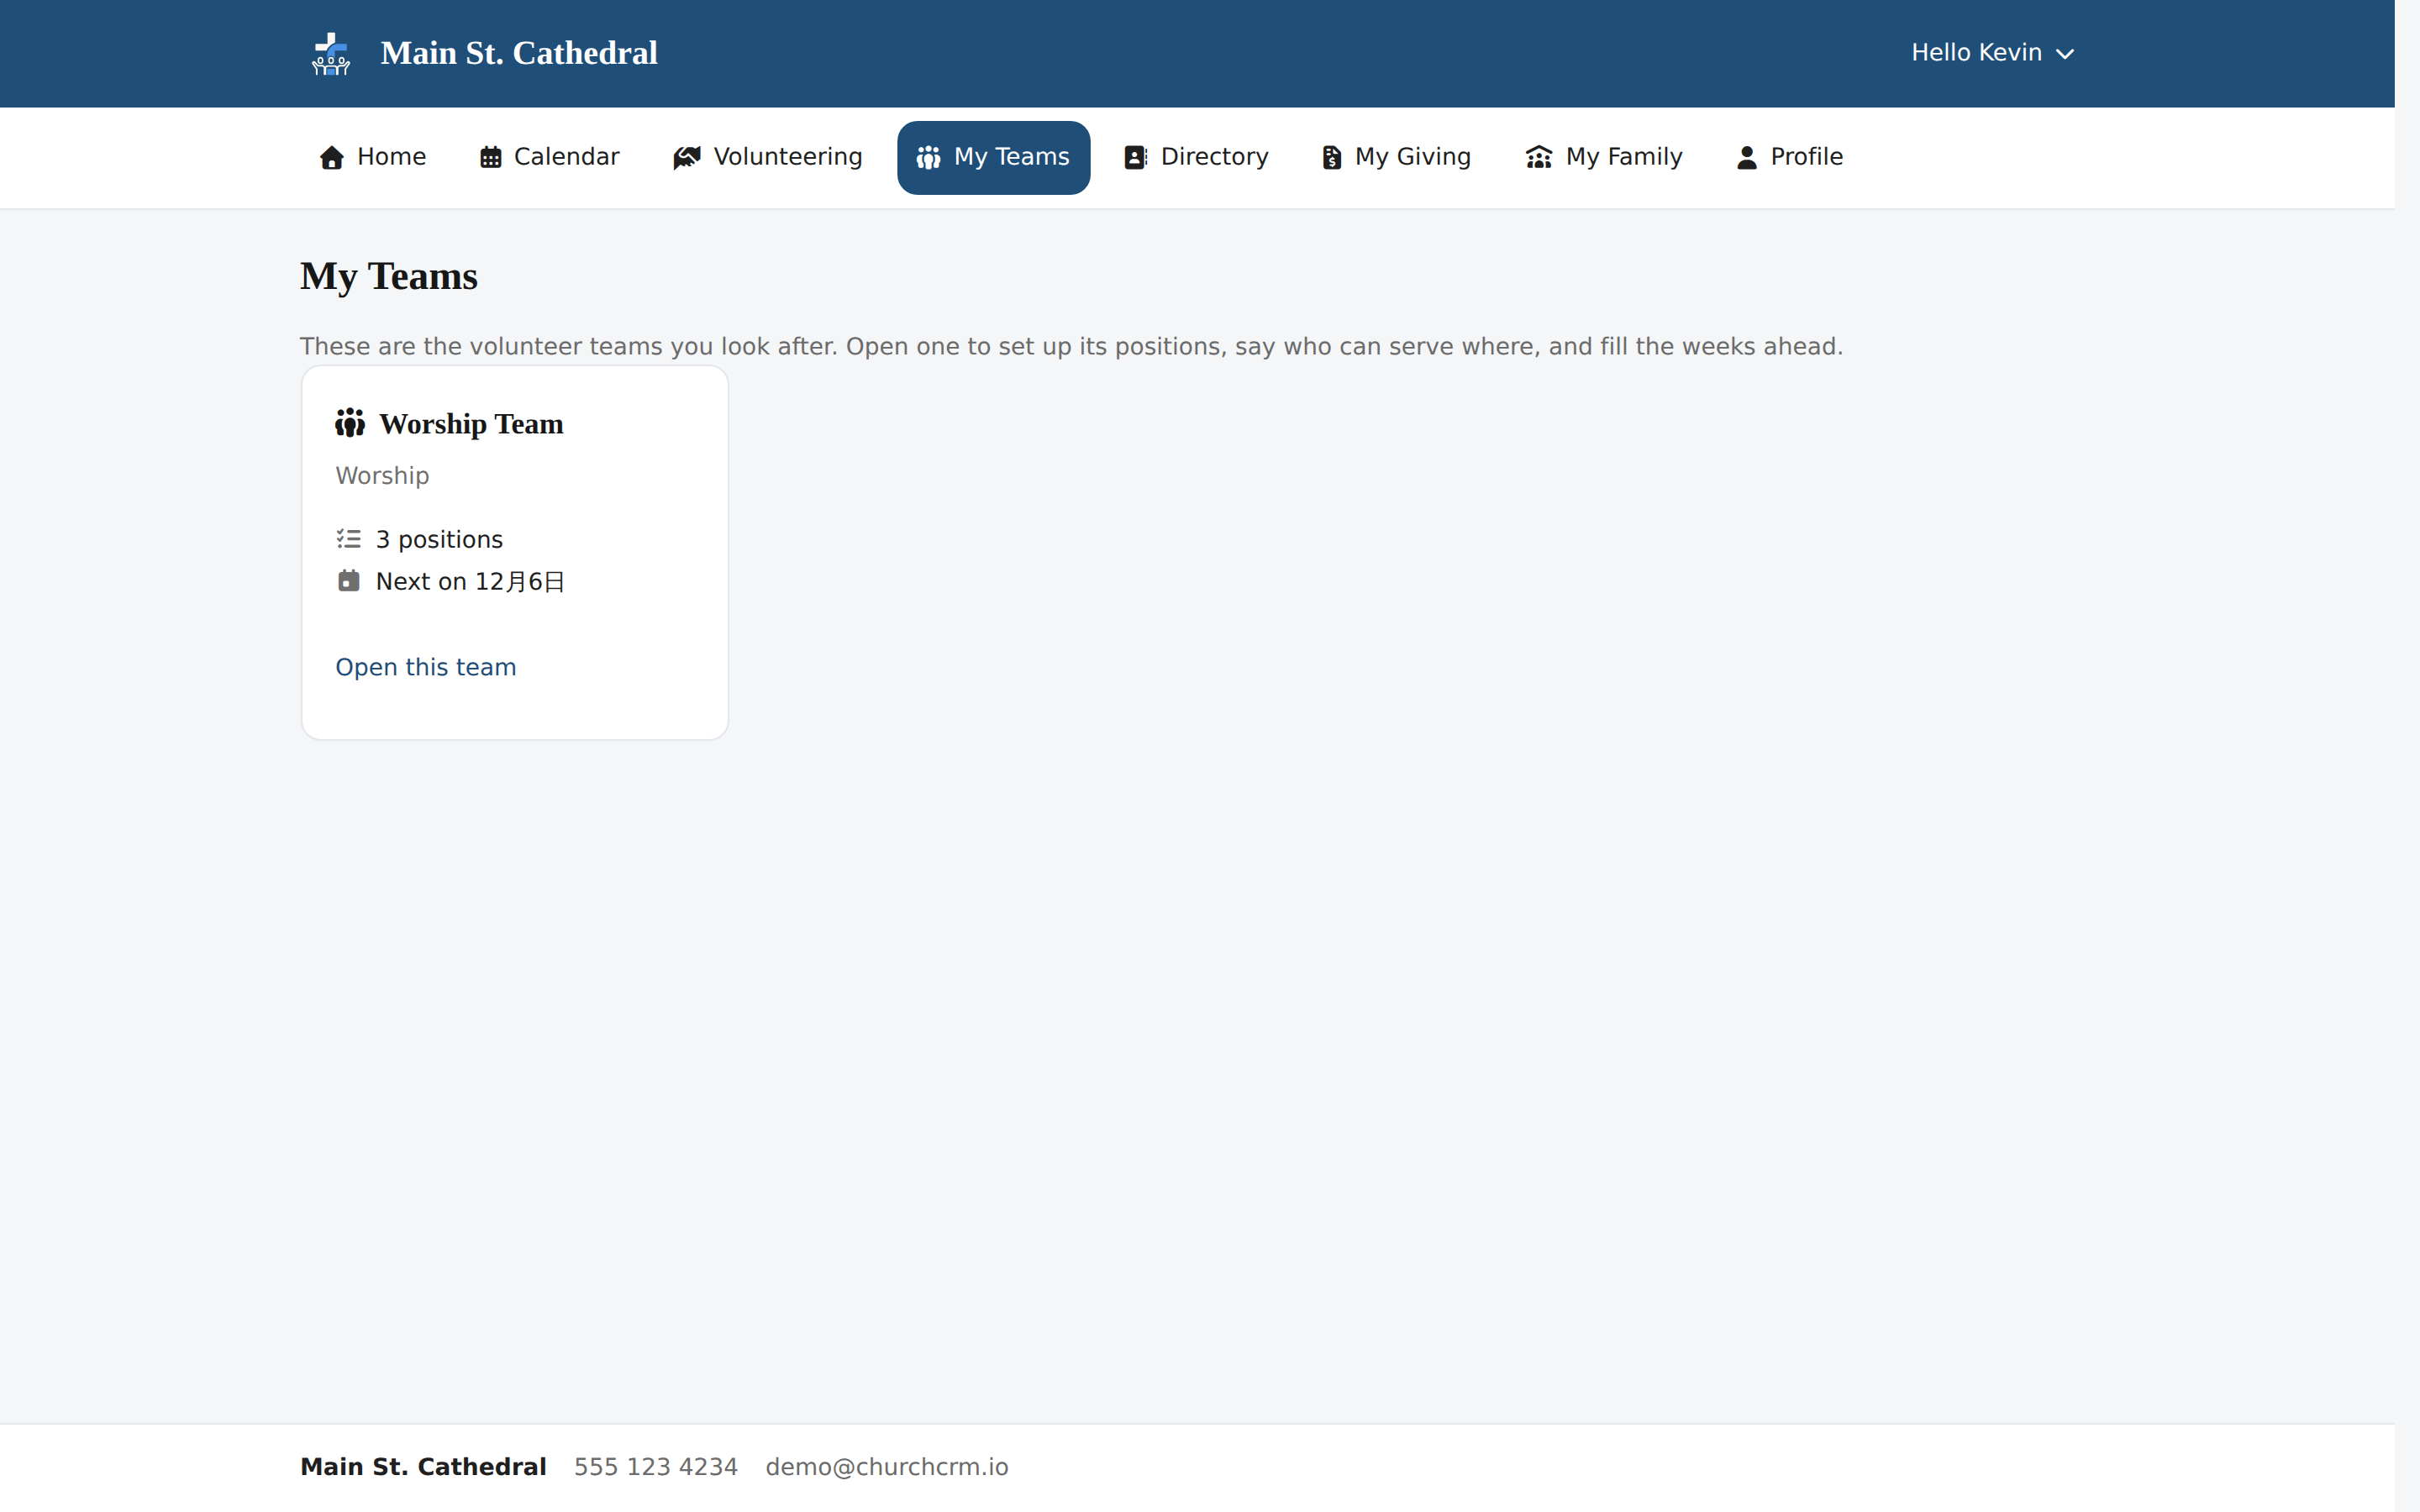 Main St. Cathedral
Hello Kevin
Home Calendar Volunteering My Teams Directory My Giving My Family Profile
My Teams
These are the volunteer teams you look after. Open one to set up its positions, say who can serve where, and fill the weeks ahead.
Worship Team
Worship
3 positions
Next on 12月6日
Open this team
Main St. Cathedral 555 123 4234 demo@churchcrm.io